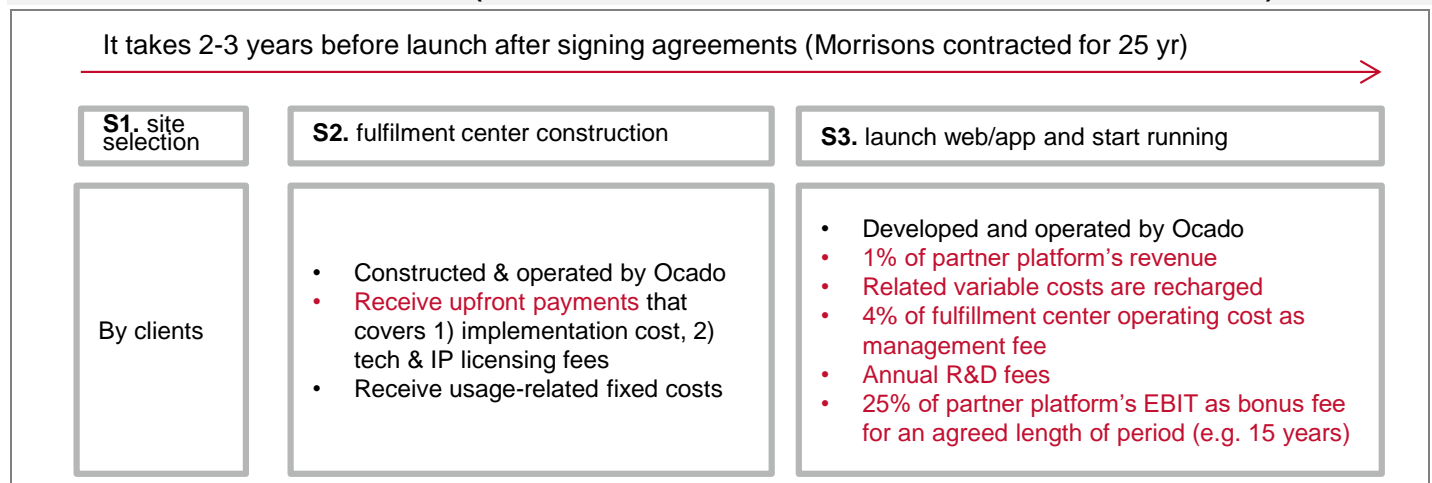 It takes 2-3 years before launch after signing agreements (Morrisons contracted for 25 yr)
S1. site
selection
S2. fulfilment center construction
S3. launch web/app and start running
By clients
• Constructed & operated by Ocado
• Receive upfront payments that
covers 1) implementation cost, 2)
tech & IP licensing fees
• Receive usage-related fixed costs
• Developed and operated by Ocado
• 1% of partner platform's revenue
• Related variable costs are recharged
• 4% of fulfillment center operating cost as
management fee
• Annual R&D fees
• 25% of partner platform's EBIT as bonus fee
for an agreed length of period (e.g. 15 years)